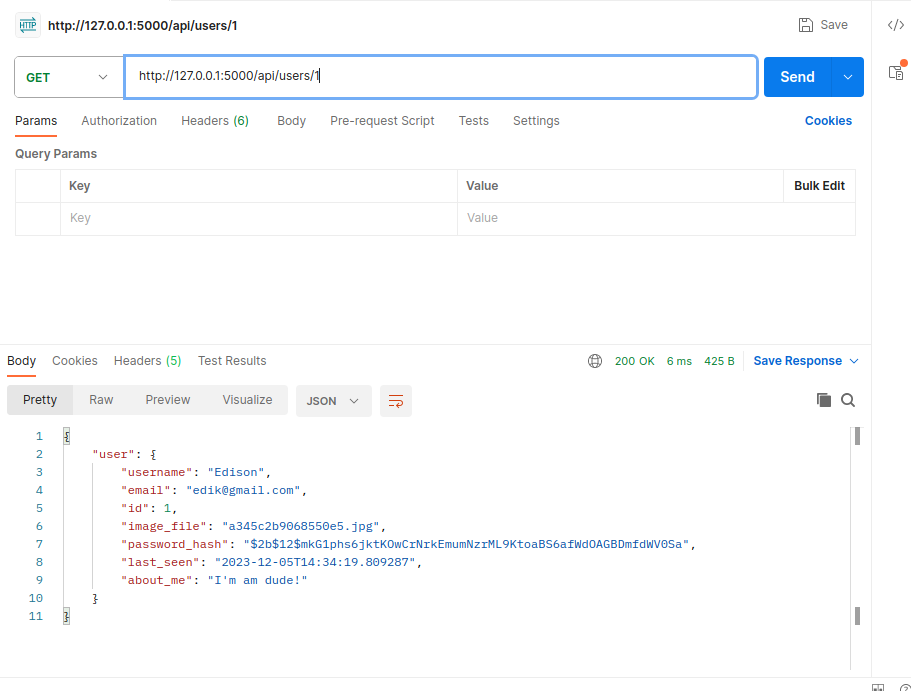 HTTP http://127.0.0.1:5000/api/users/1 Save
GET http://127.0.0.1:5000/api/users/1 Send
Params Authorization Headers (6) Body Pre-request Script Tests Settings Cookies
Query Params
Key Value Bulk Edit
Key Value
Body Cookies Headers (5) Test Results 200 OK 6 ms 425 B Save Response
Pretty Raw Preview Visualize JSON
1 {
2 "user": {
3 "username": "Edison",
4 "email": "edik@gmail.com",
5 "id": 1,
6 "image_file": "a345c2b9068550e5.jpg",
7 "password_hash": "$2b$12$mkG1phs6jktKOwCrNrkEmumNzrML9KtoaBS6afWdOAGBDmfdWV0Sa",
8 "last_seen": "2023-12-05T14:34:19.809287",
9 "about_me": "I'm am dude!"
10 }
11 }